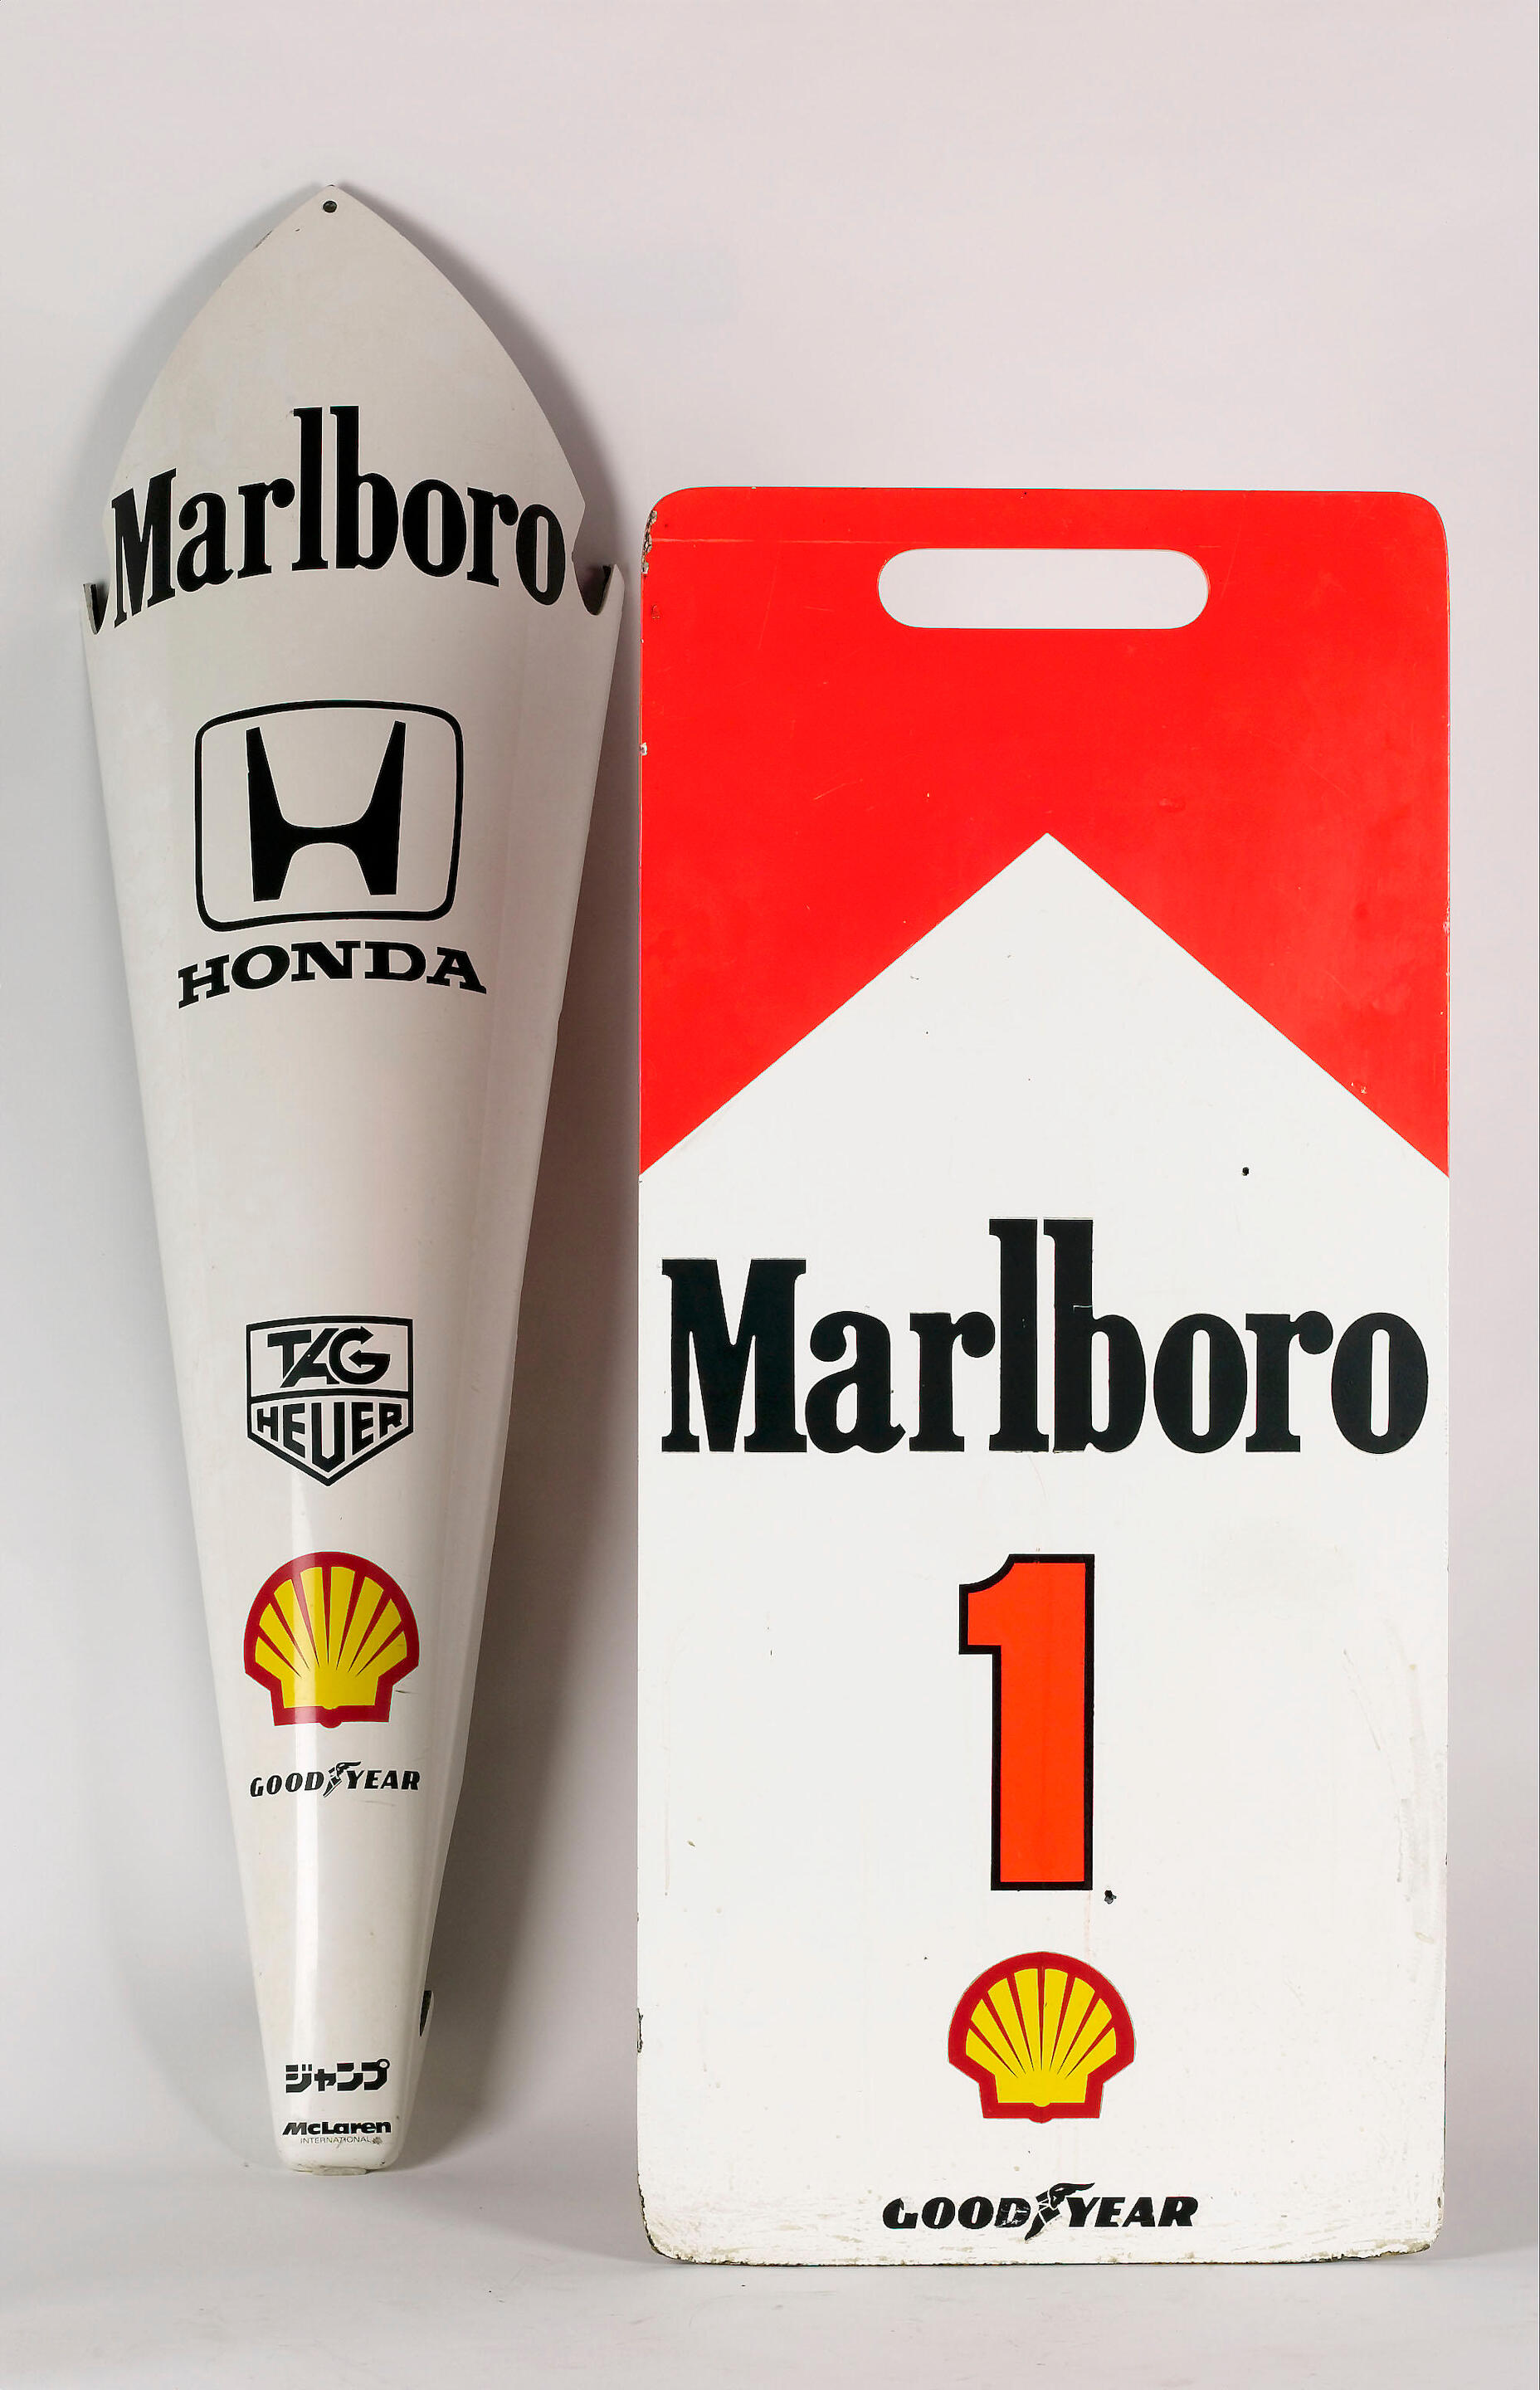 Marlboro
HONDA
TAG
HEUER
GOODYEAR
ジャンプ
McLaren
INTERNATIONAL
Marlboro
1
GOODYEAR